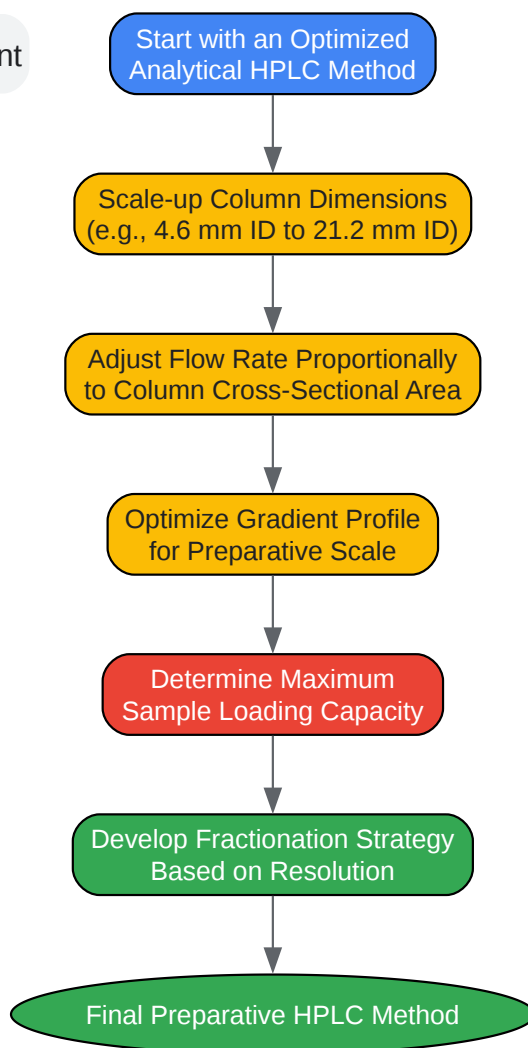 nt
Start with an Optimized
Analytical HPLC Method
Scale-up Column Dimensions
(e.g., 4.6 mm ID to 21.2 mm ID)
Adjust Flow Rate Proportionally
to Column Cross-Sectional Area
Optimize Gradient Profile
for Preparative Scale
Determine Maximum
Sample Loading Capacity
Develop Fractionation Strategy
Based on Resolution
Final Preparative HPLC Method